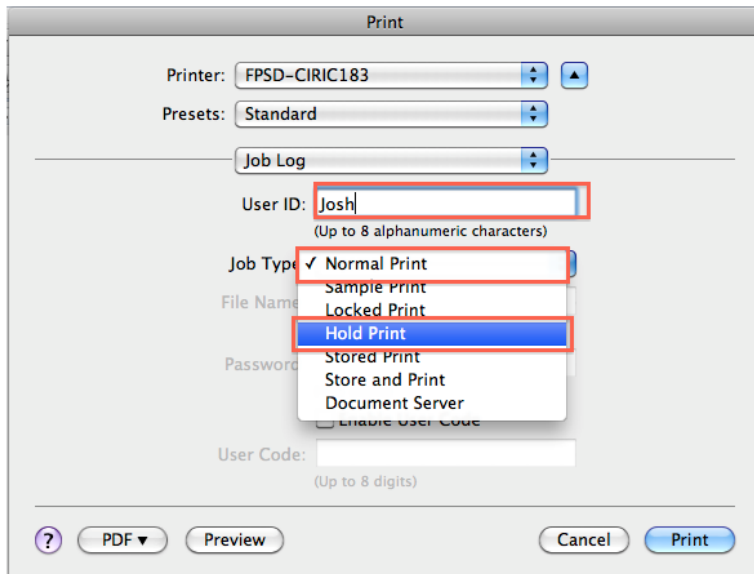 Print
Printer: FPSD-CIRIC183
Presets: Standard
Job Log
User ID: Josh
(Up to 8 alphanumeric characters)
Job Type ✓ Normal Print
Sample Print
File Name
Locked Print
Hold Print
Stored Print
Password
Store and Print
Document Server
Enable User Code
User Code:
(Up to 8 digits)
? PDF ▼ Preview Cancel Print